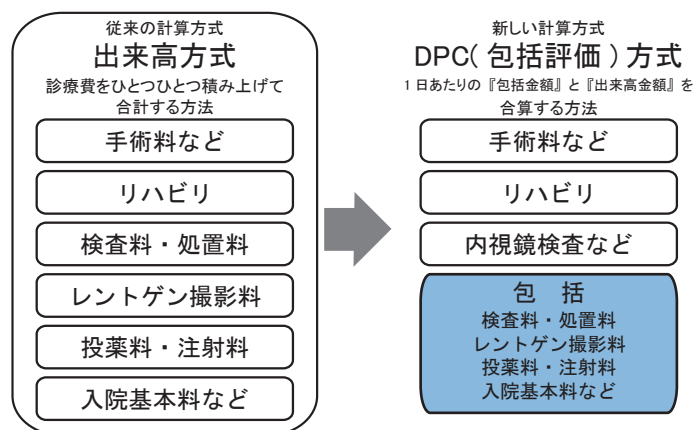 従来の計算方式
出来高方式
診療費をひとつひとつ積み上げて
合計する方法
手術料など
リハビリ
検査料・処置料
レントゲン撮影料
投薬料・注射料
入院基本料など
新しい計算方式
DPC(包括評価)方式
1日あたりの『包括金額』と『出来高金額』を
合算する方法
手術料など
リハビリ
内視鏡検査など
包 括
検査料・処置料
レントゲン撮影料
投薬料・注射料
入院基本料など